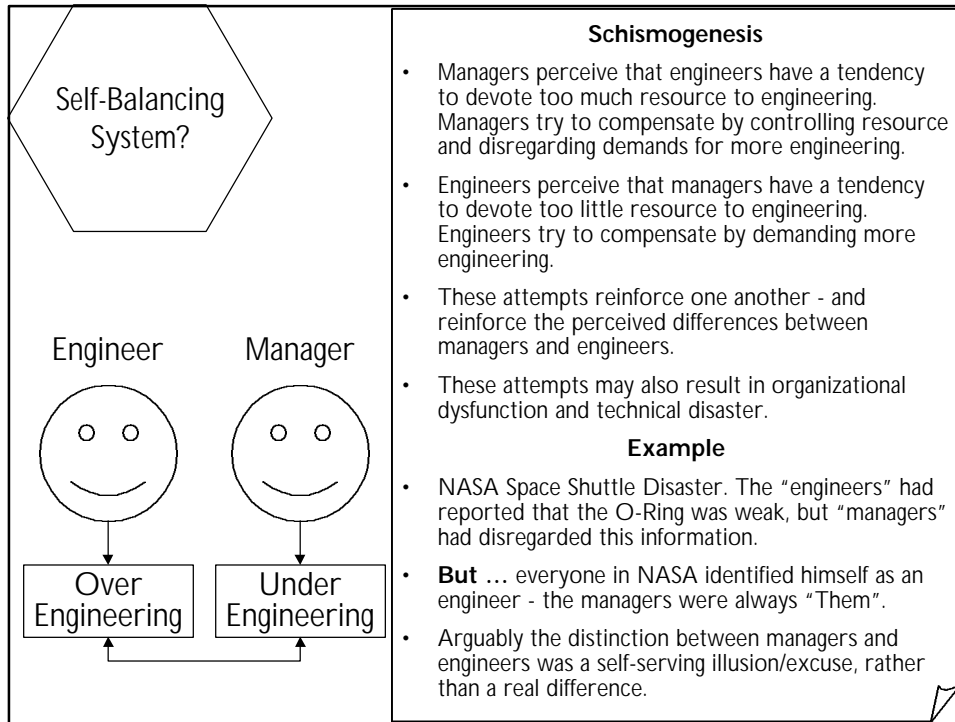 Self-Balancing
System?
Engineer
Manager
Over
Engineering
Under
Engineering
Schismogenesis
• Managers perceive that engineers have a tendency
to devote too much resource to engineering.
Managers try to compensate by controlling resource
and disregarding demands for more engineering.
• Engineers perceive that managers have a tendency
to devote too little resource to engineering.
Engineers try to compensate by demanding more
engineering.
• These attempts reinforce one another - and
reinforce the perceived differences between
managers and engineers.
• These attempts may also result in organizational
dysfunction and technical disaster.
Example
• NASA Space Shuttle Disaster. The “engineers” had
reported that the O-Ring was weak, but “managers”
had disregarded this information.
• But … everyone in NASA identified himself as an
engineer - the managers were always “Them”.
• Arguably the distinction between managers and
engineers was a self-serving illusion/excuse, rather
than a real difference.